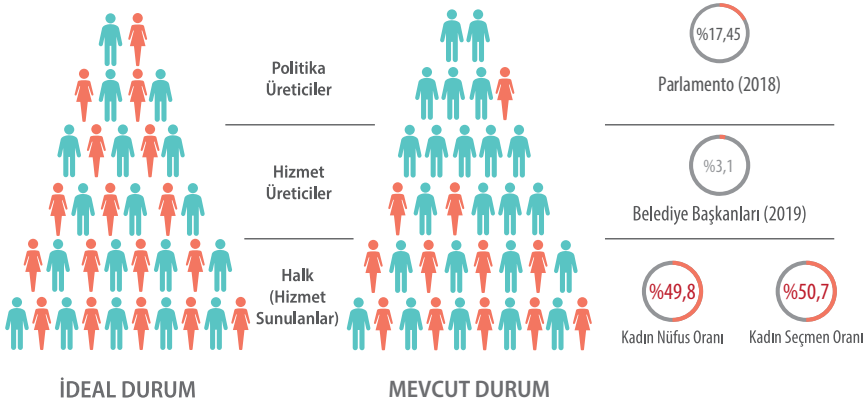 Politika
Üreticiler
Hizmet
Üreticiler
Halk
(Hizmet
Sunulanlar)
İDEAL DURUM
MEVCUT DURUM
%17,45
Parlamento (2018)
%3,1
Belediye Başkanları (2019)
%49,8
Kadın Nüfus Oranı
%50,7
Kadın Seçmen Oranı